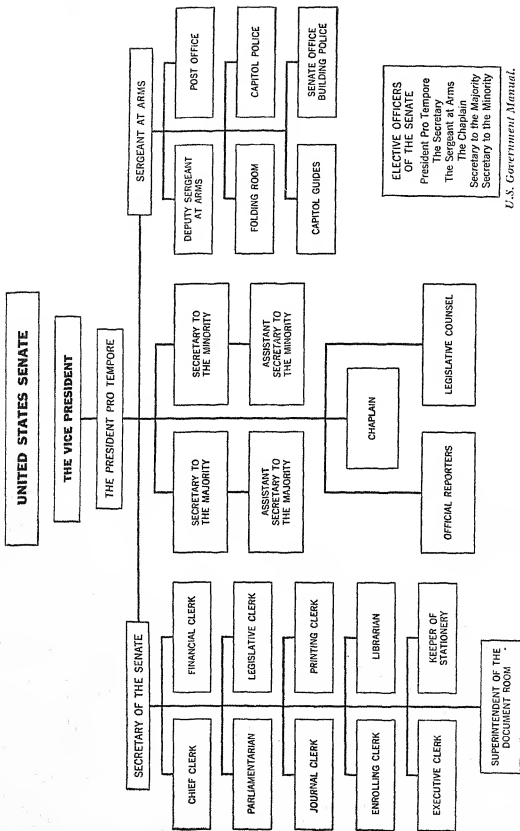 UNITED STATES SENATE
THE VICE PRESIDENT
THE PRESIDENT PRO TEMPORE
SECRETARY OF THE SENATE
CHIEF CLERK
FINANCIAL CLERK
PARLIAMENTARIAN
LEGISLATIVE CLERK
JOURNAL CLERK
PRINTING CLERK
ENROLLING CLERK
LIBRARIAN
EXECUTIVE CLERK
KEEPER OF
STATIONERY
SUPERINTENDENT OF THE
DOCUMENT ROOM
SECRETARY TO
THE MAJORITY
SECRETARY TO
THE MINORITY
ASSISTANT
SECRETARY TO
THE MAJORITY
ASSISTANT
SECRETARY TO
THE MINORITY
CHAPLAIN
OFFICIAL REPORTERS
LEGISLATIVE COUNSEL
SERGEANT AT ARMS
DEPUTY SERGEANT
AT ARMS
POST OFFICE
FOLDING ROOM
CAPITOL POLICE
CAPITOL GUIDES
SENATE OFFICE
BUILDING POLICE
ELECTIVE OFFICERS
OF THE SENATE
President Pro Tempore
The Secretary
The Sergeant at Arms
The Chaplain
Secretary to the Majority
Secretary to the Minority
U.S. Government Manual.